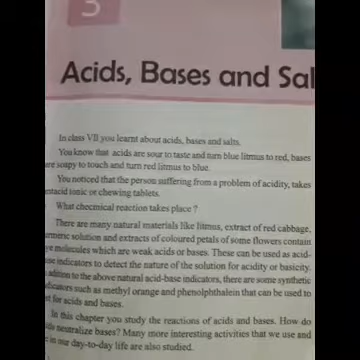 Acids, Bases and Sal
In class VII you learnt about acids, bases and salts.
You know that acids are sour to taste and turn blue litmus to red, bases
are soapy to touch and turn red litmus to blue.
You noticed that the person suffering from a problem of acidity, takes
antacid ionic or chewing tablets.
What checmical reaction takes place ?
There are many natural materials like litmus, extract of red cabbage,
urmeric solution and extracts of coloured petals of some flowers contain
ye molecules which are weak acids or bases. These can be used as acid-
ase indicators to detect the nature of the solution for acidity or basicity.
addition to the above natural acid-base indicators, there are some synthetic
dicators such as methyl orange and phenolphthalein that can be used to
st for acids and bases.
In this chapter you study the reactions of acids and bases. How do
ds neutralize bases? Many more interesting activities that we use and
in our day-to-day life are also studied.